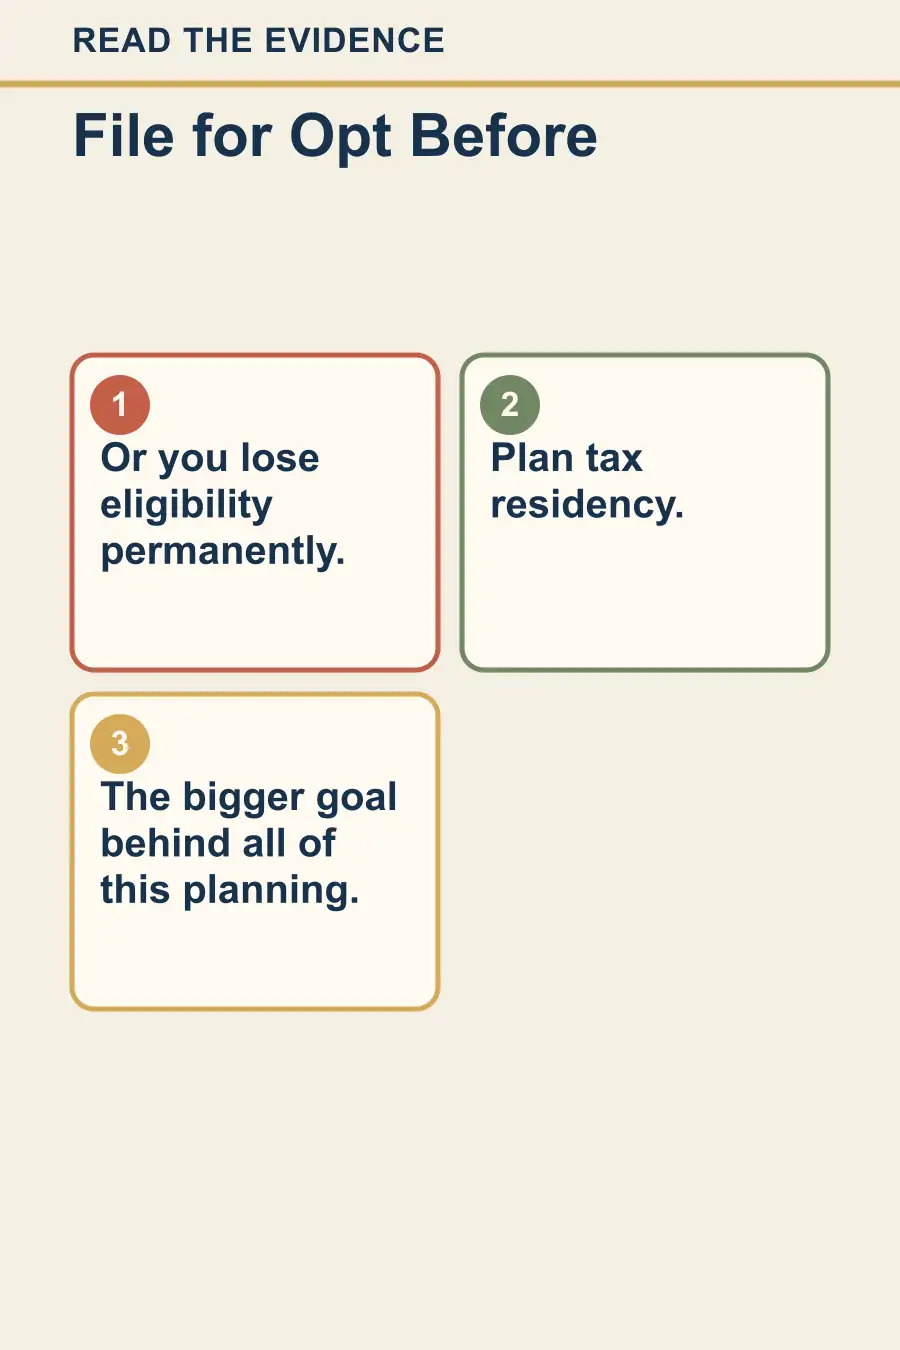 READ THE EVIDENCE
File for Opt Before
1
Or you lose
eligibility
permanently.
2
Plan tax
residency.
3
The bigger goal
behind all of
this planning.